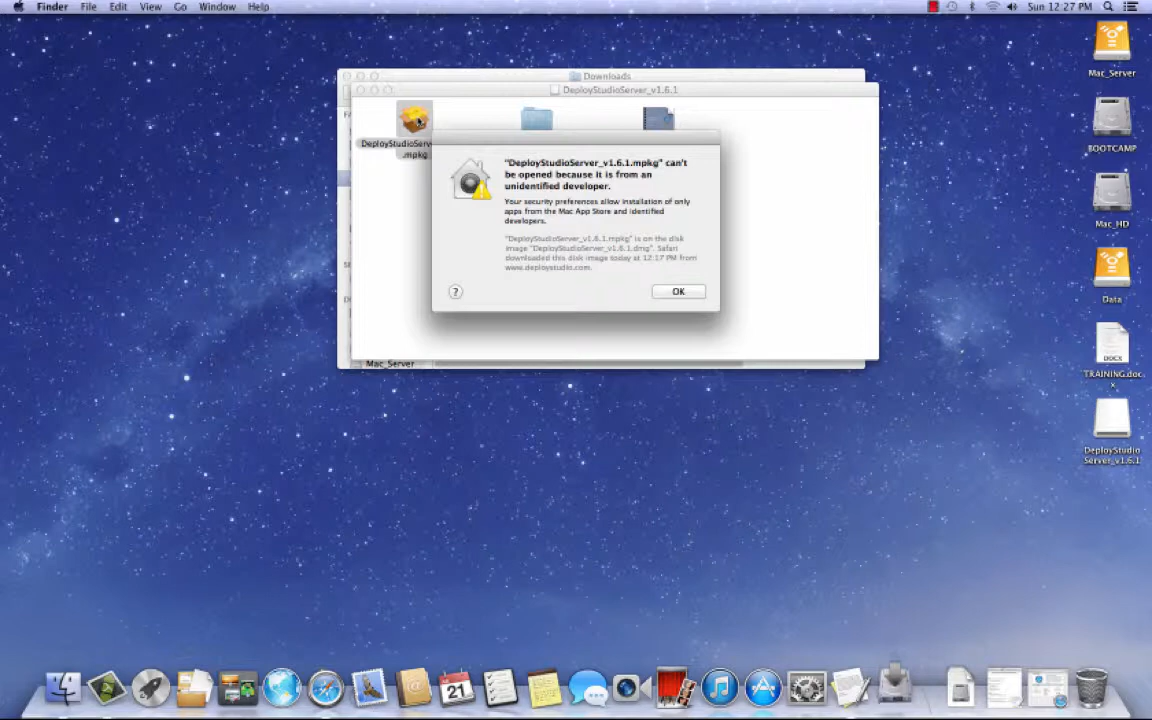 Finder File Edit View Go Window Help
Sun 12:27 PM
Downloads
DeployStudioServer_v1.6.1
DeployStudioServ
.mpkg
"DeployStudioServer_v1.6.1.mpkg" can't
be opened because it is from an
unidentified developer.
Your security preferences allow installation of only
apps from the Mac App Store and identified
developers.
"DeployStudioServer_v1.6.1.mpkg" is on the disk
image "DeployStudioServer_v1.6.1.dmg". Safari
downloaded this disk image today at 12:17 PM from
www.deploystudio.com.
?
OK
Mac_Server
Mac_Server
BOOTCAMP
Mac_HD
Data
DOCX
TRAINING.doc
x
DeployStudio
Server_v1.6.1
21